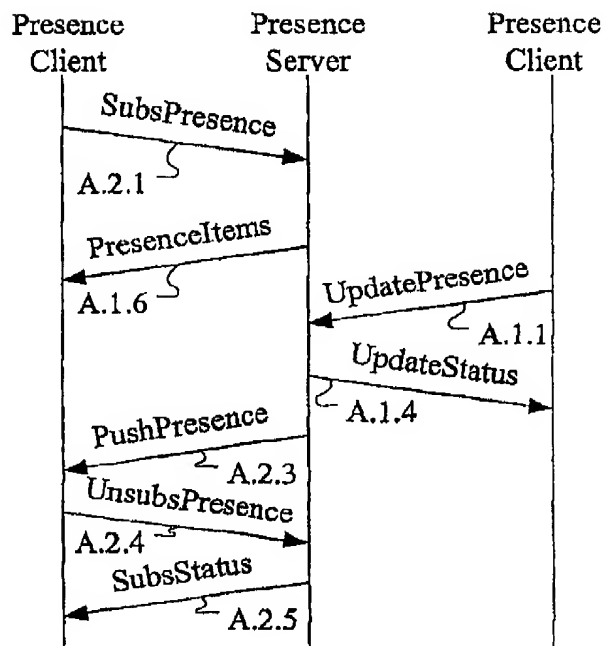 Presence Client
Presence Server
Presence Client
SubsPresence
A.2.1
PresenceItems
A.1.6
UpdatePresence
A.1.1
UpdateStatus
A.1.4
PushPresence
A.2.3
UnsubsPresence
A.2.4
SubsStatus
A.2.5